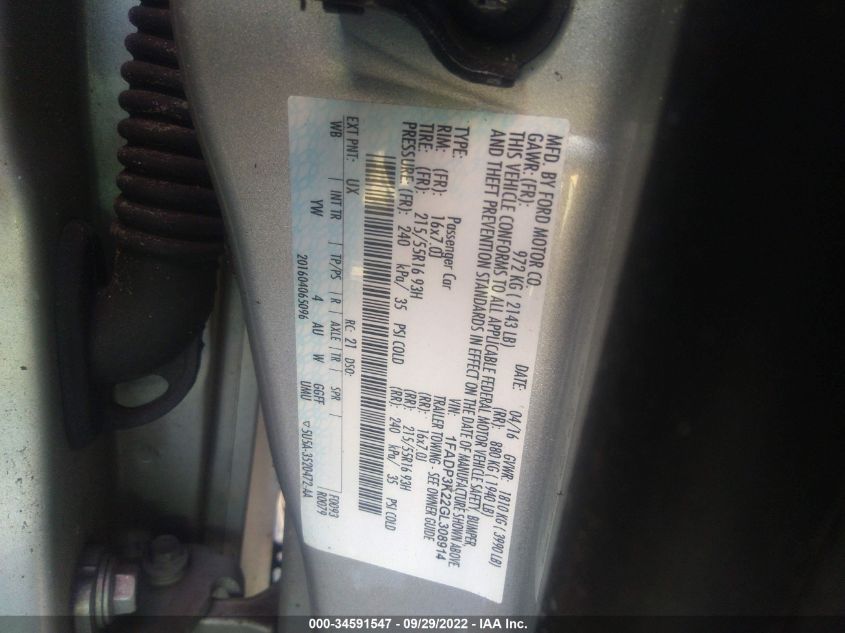 MFD. BY FORD MOTOR CO.
DATE: 04/16 GVWR: 1810 KG ( 3990 LB)
GAWR: (FR): 972 KG ( 2143 LB) (RR): 880 KG ( 1940 LB)
THIS VEHICLE CONFORMS TO ALL APPLICABLE FEDERAL MOTOR VEHICLE SAFETY, BUMPER,
AND THEFT PREVENTION STANDARDS IN EFFECT ON THE DATE OF MANUFACTURE SHOWN ABOVE
VIN: 1FADP3K22GL308914
TYPE: Passenger Car TRAILER TOWING - SEE OWNER GUIDE
RIM: (FR): 16x7.0J (RR): 16x7.0J
TIRE: (FR): 215/55R16 93H (RR): 215/55R16 93H
PRESSURE (FR): 240 kPa/ 35 PSI COLD (RR): 240 kPa/ 35 PSI COLD
EXT PNT: UX RC: 21 DSO:
WB INT TR TP/PS R AXLE TR SPR F0093
YW 4 AU W GGFF R0079
201604065096 UMU ▽5U5A-3520472-AA
000-34591547 - 09/29/2022 - IAA Inc.